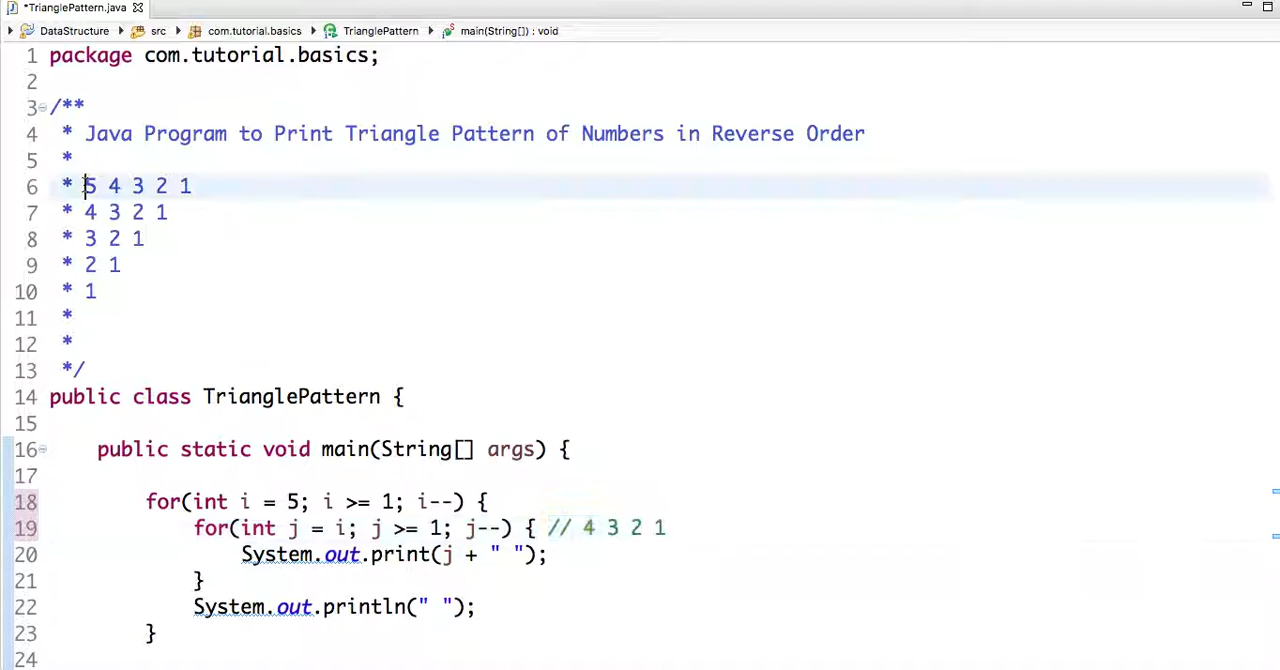 *TrianglePattern.java
DataStructure src com.tutorial.basics TrianglePattern main(String[]) : void
1 package com.tutorial.basics;
2
3 /**
4 * Java Program to Print Triangle Pattern of Numbers in Reverse Order
5 *
6 * 5 4 3 2 1
7 * 4 3 2 1
8 * 3 2 1
9 * 2 1
10 * 1
11 *
12 *
13 */
14 public class TrianglePattern {
15
16 public static void main(String[] args) {
17
18 for(int i = 5; i >= 1; i--) {
19 for(int j = i; j >= 1; j--) { // 4 3 2 1
20 System.out.print(j + " ");
21 }
22 System.out.println(" ");
23 }
24